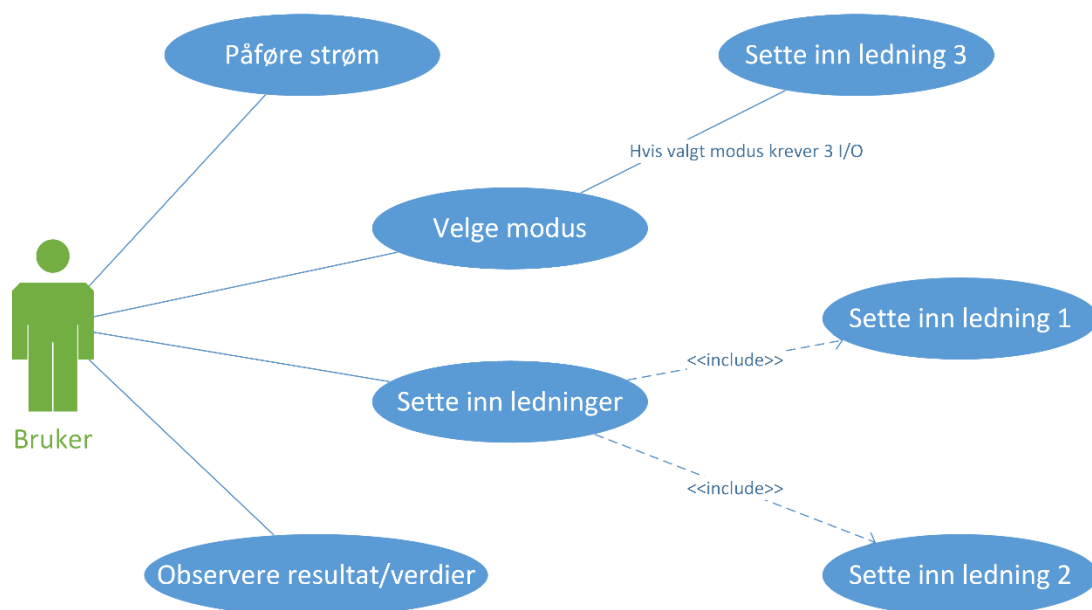 Påføre strøm
Sette inn ledning 3
Hvis valgt modus krever 3 I/O
Velge modus
Sette inn ledning 1
<<include>>
Sette inn ledninger
Bruker
<<include>>
Observere resultat/verdier
Sette inn ledning 2